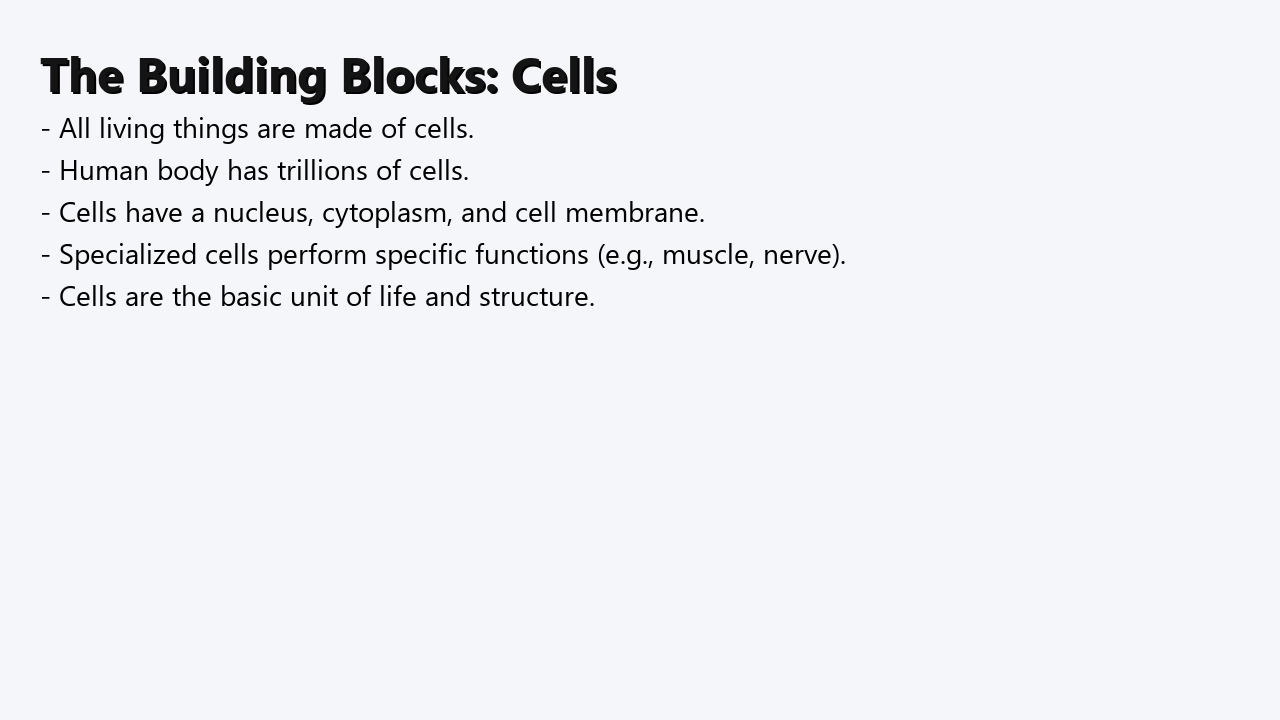 The Building Blocks: Cells
- All living things are made of cells.
- Human body has trillions of cells.
- Cells have a nucleus, cytoplasm, and cell membrane.
- Specialized cells perform specific functions (e.g., muscle, nerve).
- Cells are the basic unit of life and structure.